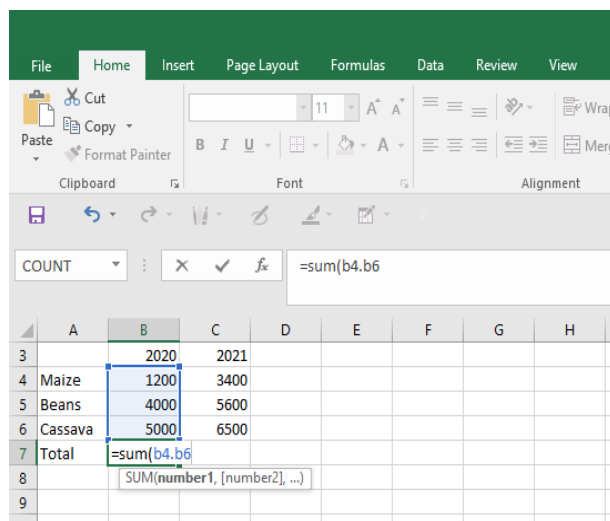 File Home Insert Page Layout Formulas Data Review View
Cut
Copy
Paste
Format Painter
11 A A
B I U A
Wra
Mer
Clipboard Font Alignment
COUNT fx =sum(b4.b6
A B C D E F G H
3 2020 2021
4 Maize 1200 3400
5 Beans 4000 5600
6 Cassava 5000 6500
7 Total =sum(b4.b6
8 SUM(number1, [number2], ...)
9